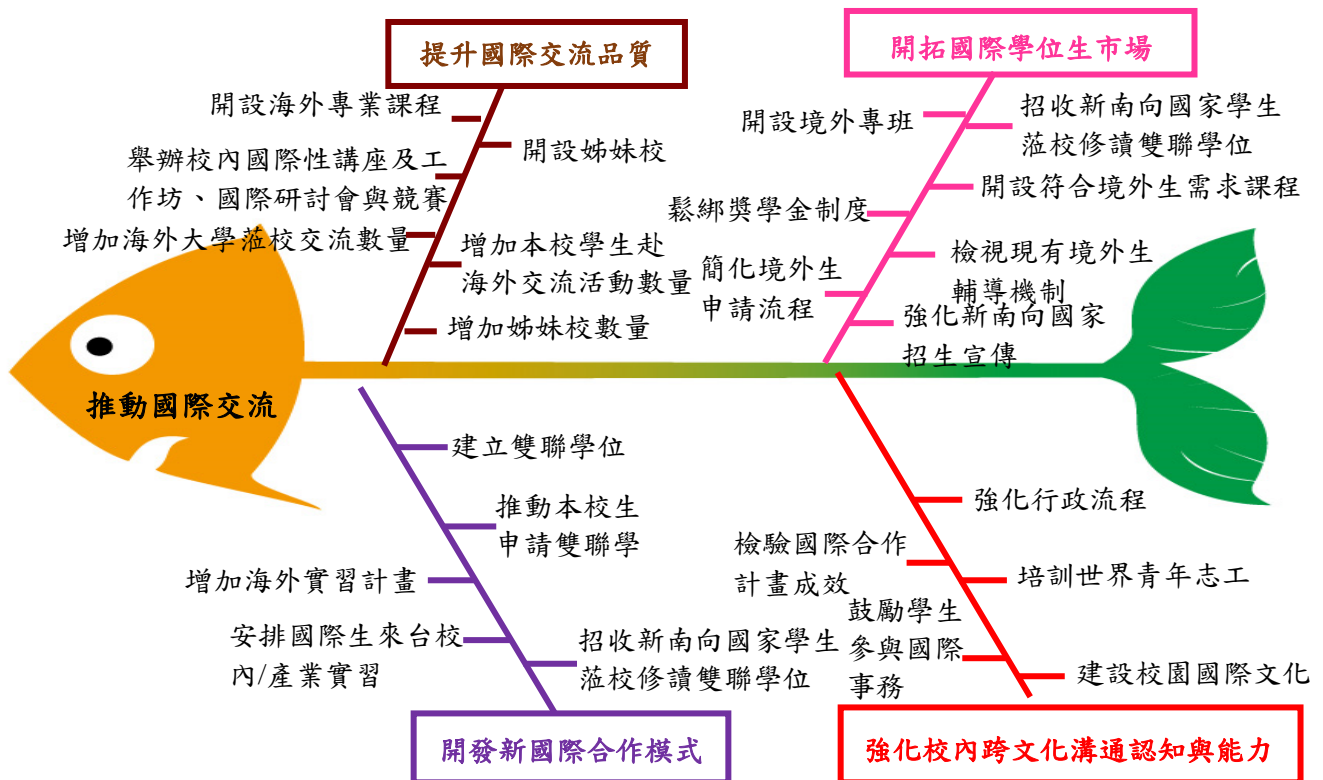 提升國際交流品質
開設海外專業課程
開設姊妹校
舉辦校內國際性講座及工
作坊、國際研討會與競賽
增加海外大學蒞校交流數量
增加本校學生赴
海外交流活動數量
增加姊妹校數量
開拓國際學位生市場
開設境外專班
招收新南向國家學生
蒞校修讀雙聯學位
開設符合境外生需求課程
鬆綁獎學金制度
檢視現有境外生
輔導機制
簡化境外生
申請流程
強化新南向國家
招生宣傳
推動國際交流
建立雙聯學位
推動本校生
申請雙聯學
增加海外實習計畫
安排國際生來台校
內/產業實習
招收新南向國家學生
蒞校修讀雙聯學位
開發新國際合作模式
強化行政流程
檢驗國際合作
計畫成效
培訓世界青年志工
鼓勵學生
參與國際
事務
建設校園國際文化
強化校內跨文化溝通認知與能力